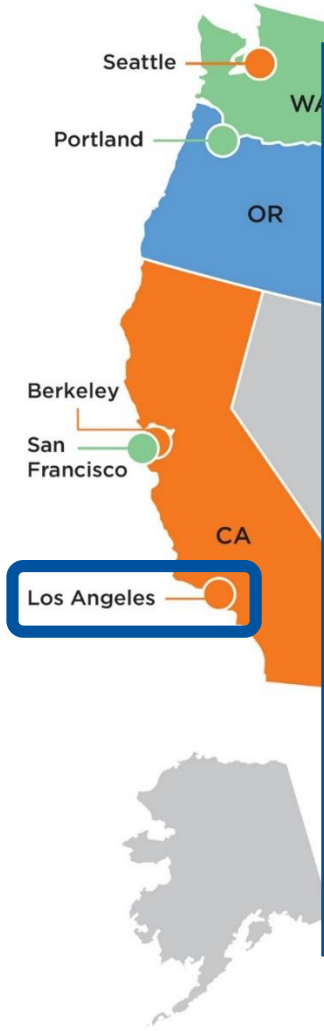 Seattle
WA
Portland
OR
Berkeley
San
Francisco
CA
Los Angeles